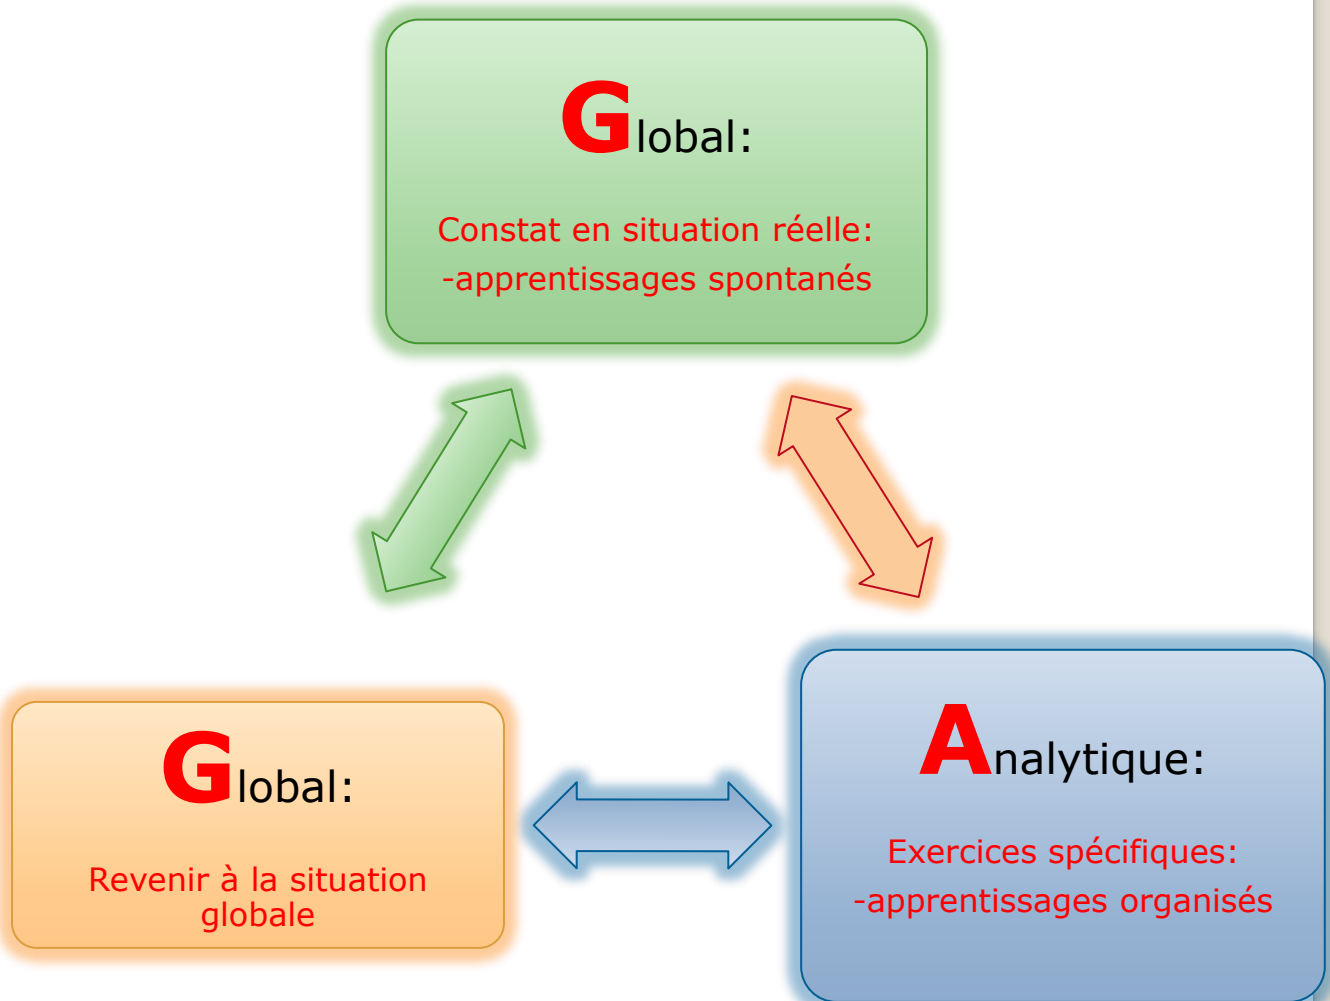 Global:
Constat en situation réelle:
-apprentissages spontanés
Global:
Revenir à la situation
globale
Analytique:
Exercices spécifiques:
-apprentissages organisés